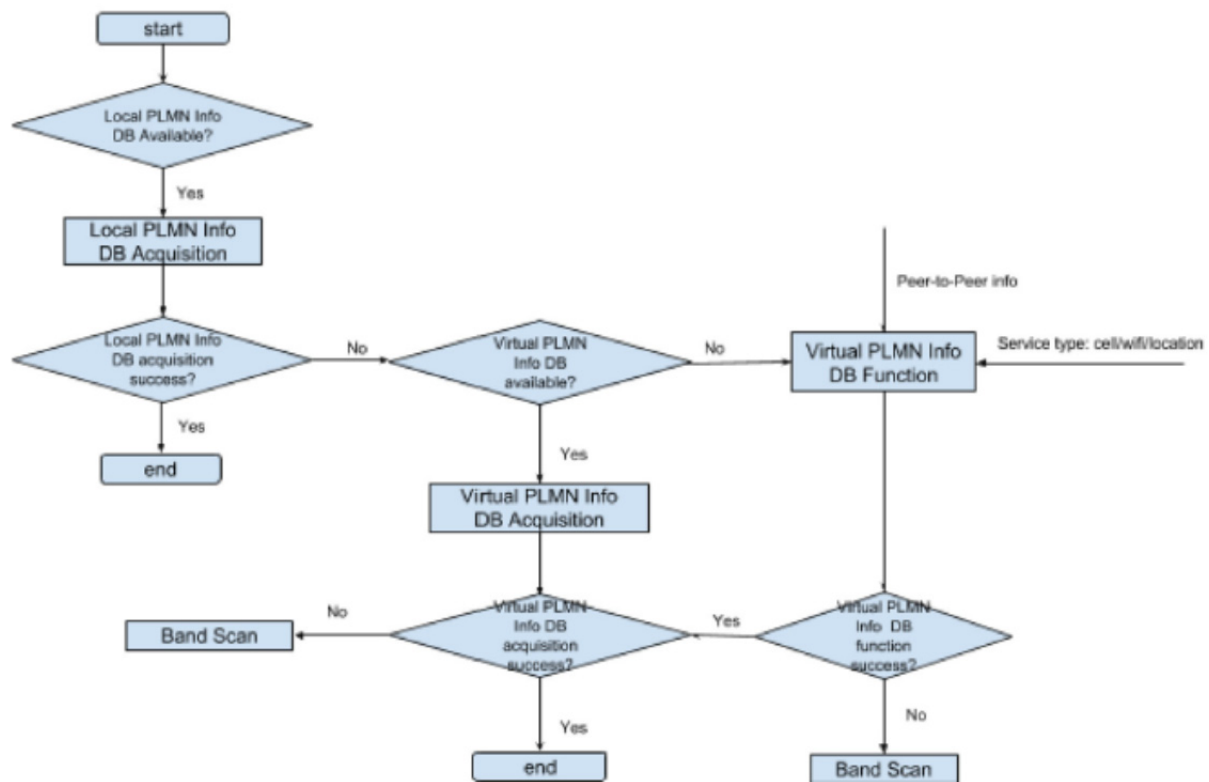 start
Local PLMN Info
DB Available?
Yes
Local PLMN Info
DB Acquisition
Peer-to-Peer info
Local PLMN Info
DB acquisition
success?
No
Virtual PLMN
Info DB
available?
No
Virtual PLMN Info
DB Function
Service type: cell/wifi/location
Yes
end
Yes
Virtual PLMN Info
DB Acquisition
Band Scan
No
Virtual PLMN
Info DB
acquisition
success?
Yes
Virtual PLMN
Info DB
function
success?
Yes
end
No
Band Scan